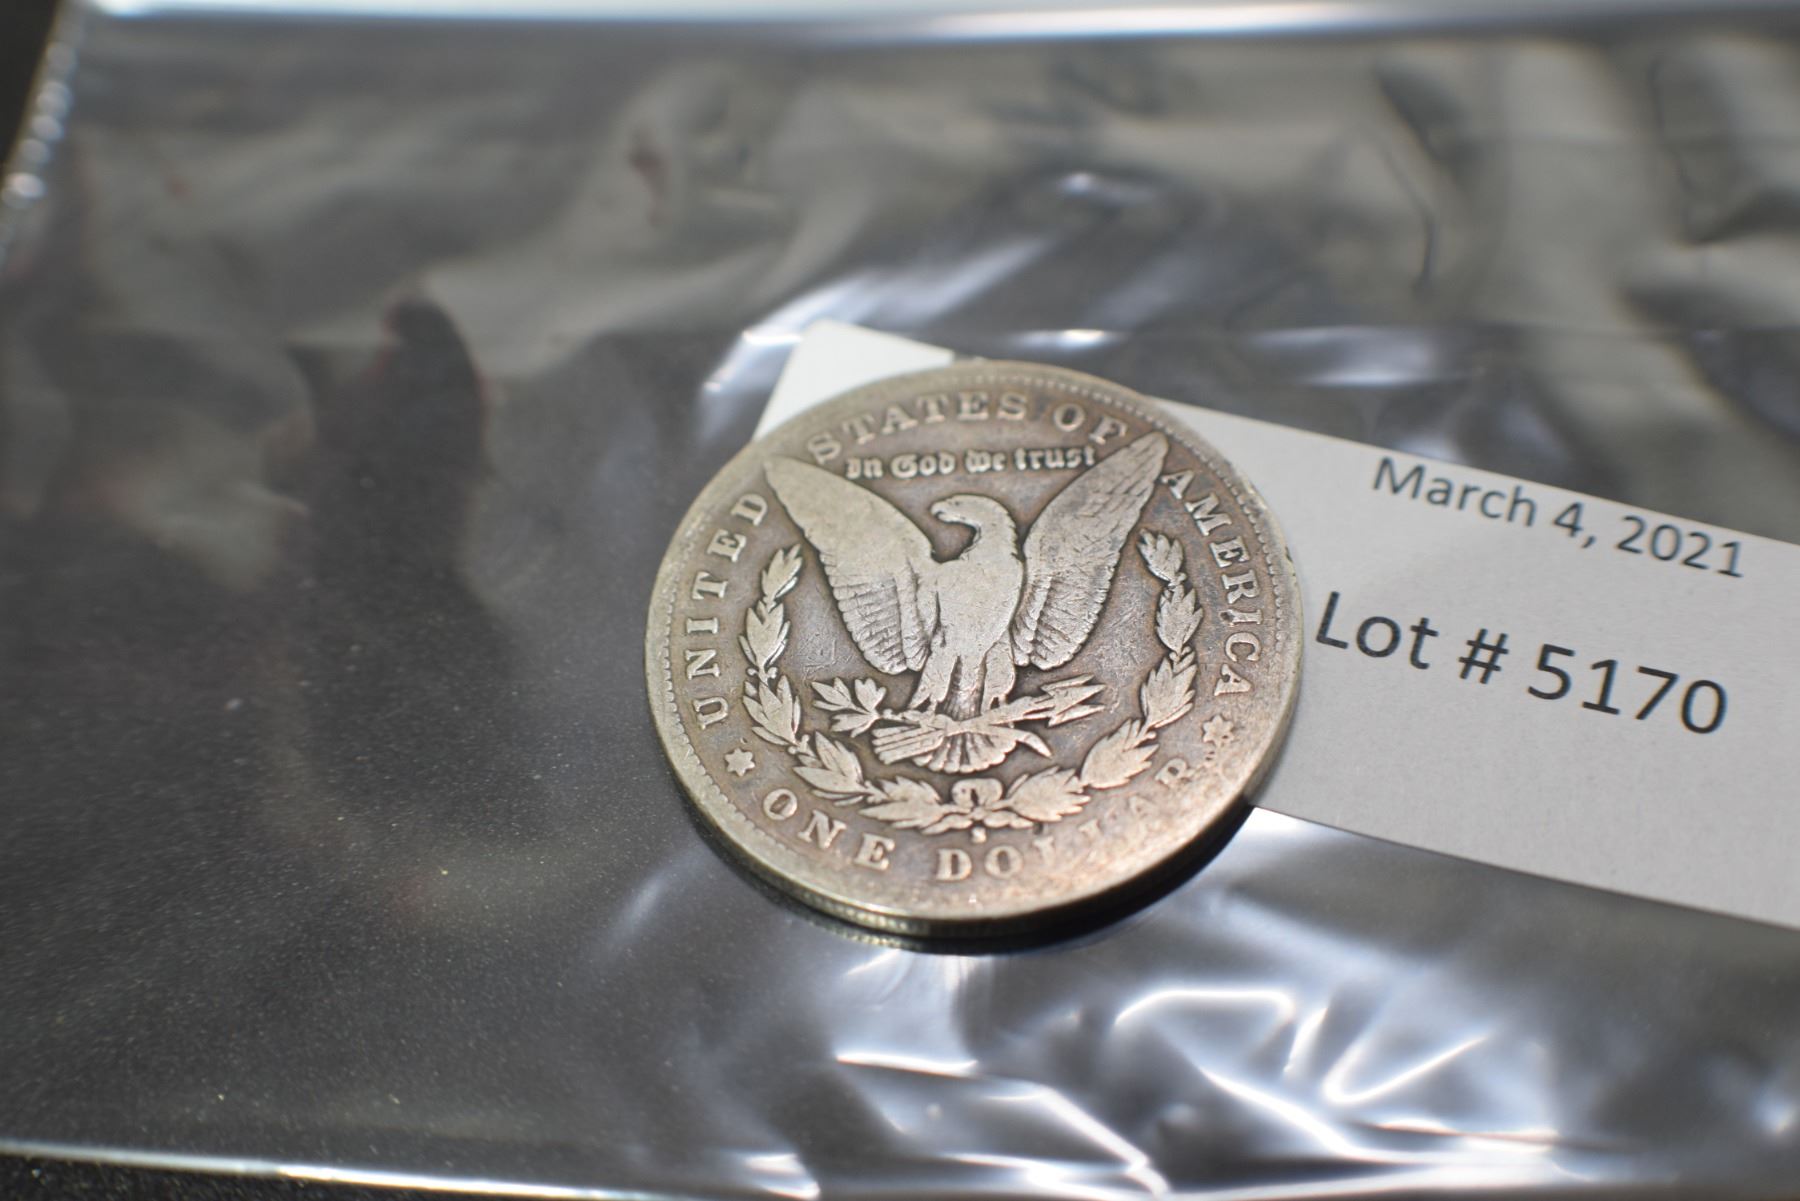 UNITED STATES OF AMERICA
In God We trust
S
ONE DOLLAR
March 4, 2021
Lot # 5170